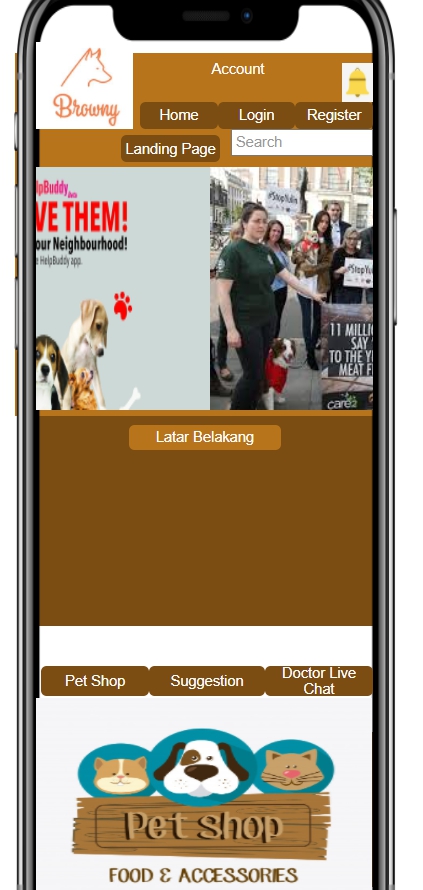 Account
Browny
Home
Login
Register
Landing Page
Search
lpBuddy
VE THEM!
our Neighbourhood!
HelpBuddy app.
#StopYulin
#StopYu
11 MILLI
SAY
TO THE Y
MEAT F
care2
Latar Belakang
Pet Shop
Suggestion
Doctor Live
Chat
Pet shop
FOOD & ACCESSORIES